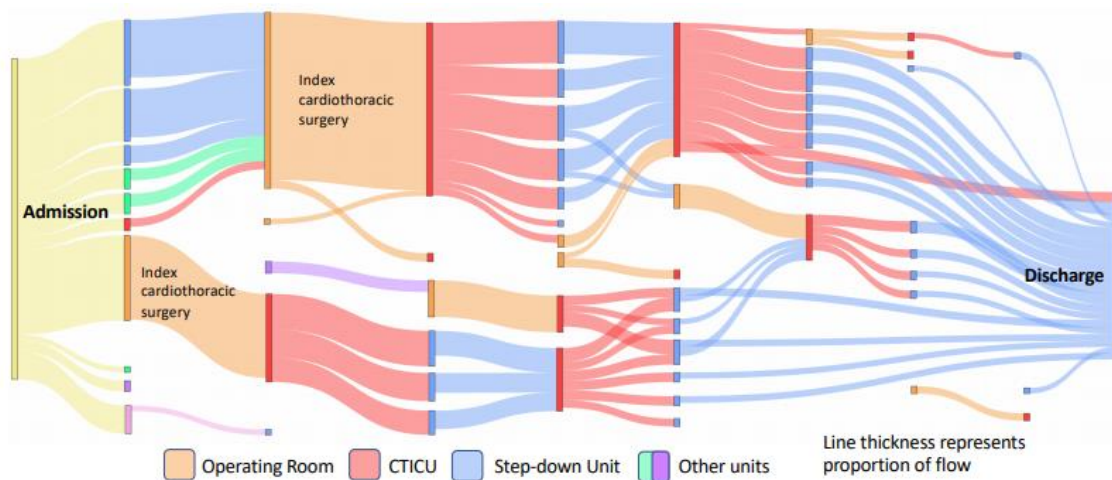 Index
cardiothoracic
surgery
Admission
Index
cardiothoracic
surgery
Discharge
Operating Room
CTICU
Step-down Unit
Other units
Line thickness represents
proportion of flow